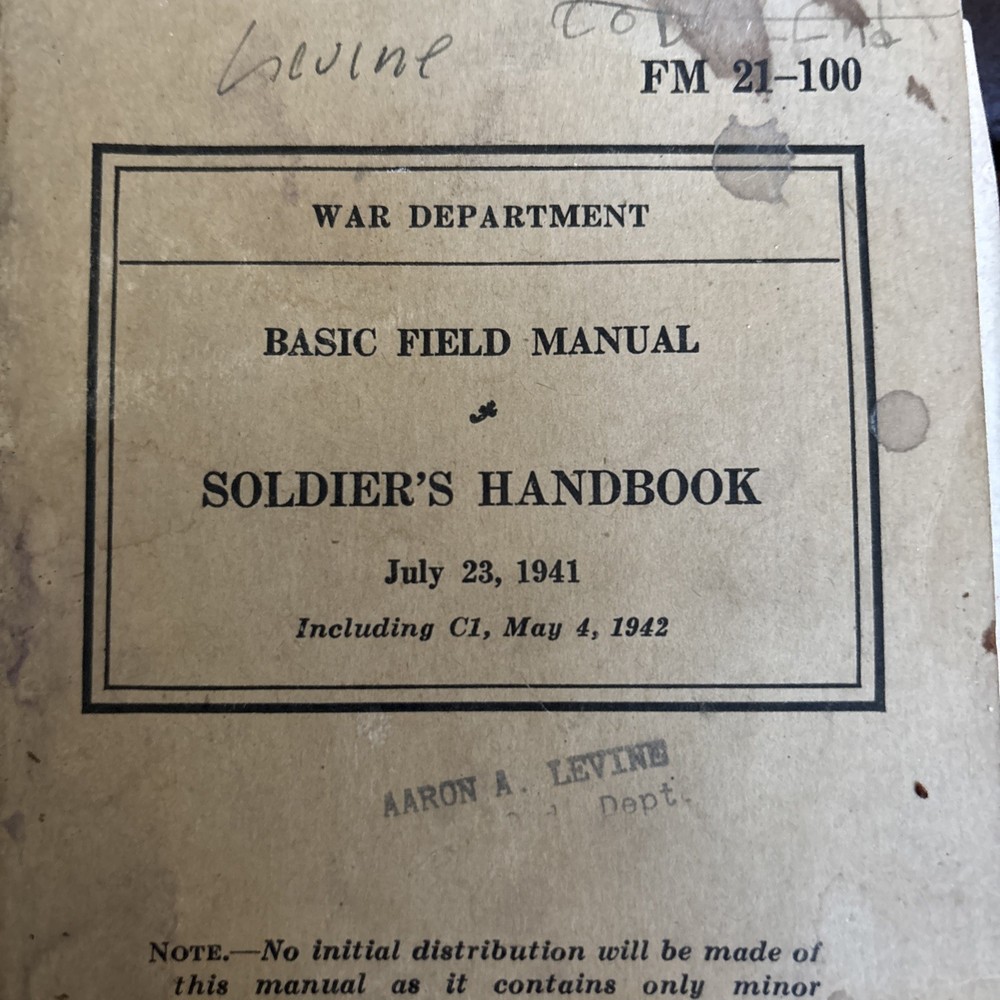 Levine
FM 21–100
WAR DEPARTMENT
BASIC FIELD MANUAL
SOLDIER'S HANDBOOK
July 23, 1941
Including C1, May 4, 1942
AARON A. LEVINE
Dept.
NOTE.—No initial distribution will be made of
this manual as it contains only minor